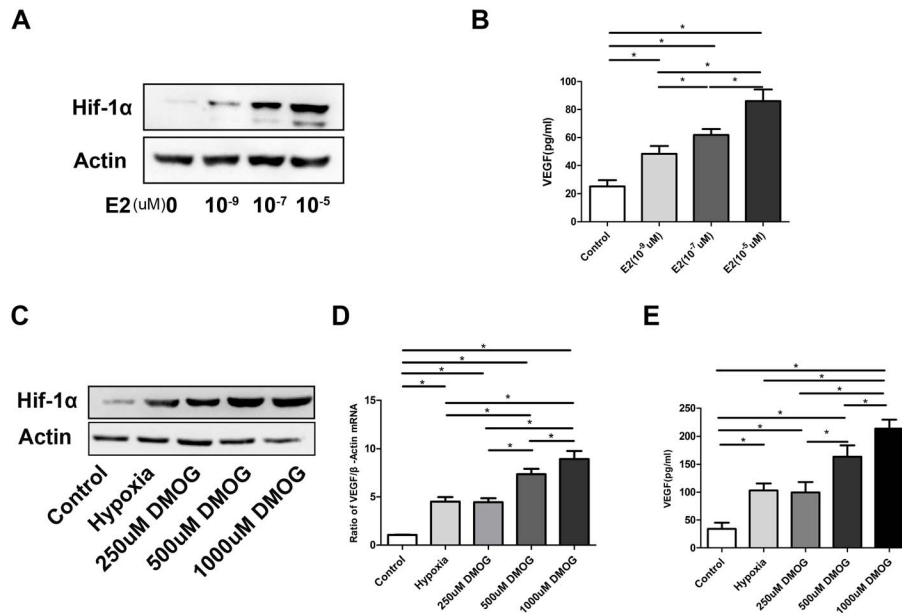 A
Hif-1α
Actin
E2(uM) 0 10⁻⁹ 10⁻⁷ 10⁻⁵
B
* * * * * *
VEGF(pg/ml)
100
80
60
40
20
0
Control
E2(10⁻⁹ uM)
E2(10⁻⁷ uM)
E2(10⁻⁵ uM)
C
Hif-1α
Actin
Control
Hypoxia
250uM DMOG
500uM DMOG
1000uM DMOG
D
* * * * * * * * *
Ratio of VEGF/β -Actin mRNA
15
10
5
0
Control
Hypoxia
250uM DMOG
500uM DMOG
1000uM DMOG
E
* * * * * * * *
VEGF(pg/ml)
250
200
150
100
50
0
Control
Hypoxia
250uM DMOG
500uM DMOG
1000uM DMOG